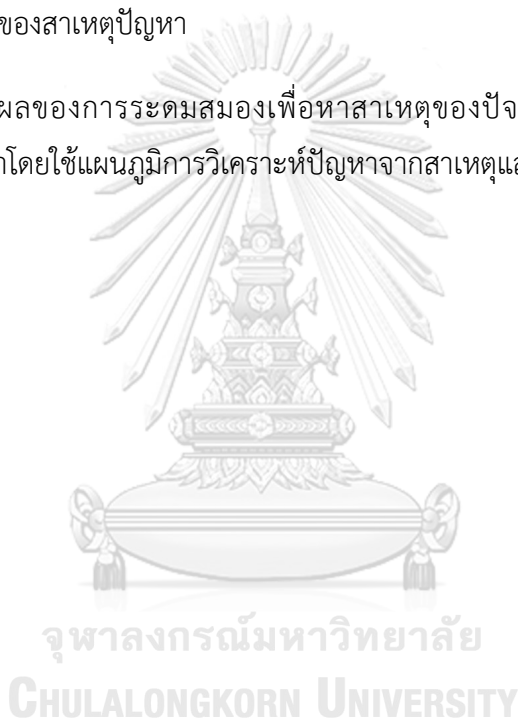 ของสาเหตุปัญหา
ผลของการระดมสมองเพื่อหาสาเหตุของปัจ
โดยใช้แผนภูมิการวิเคราะห์ปัญหาจากสาเหตุและ
จุฬาลงกรณ์มหาวิทยาลัย
CHULALONGKORN UNIVERSITY